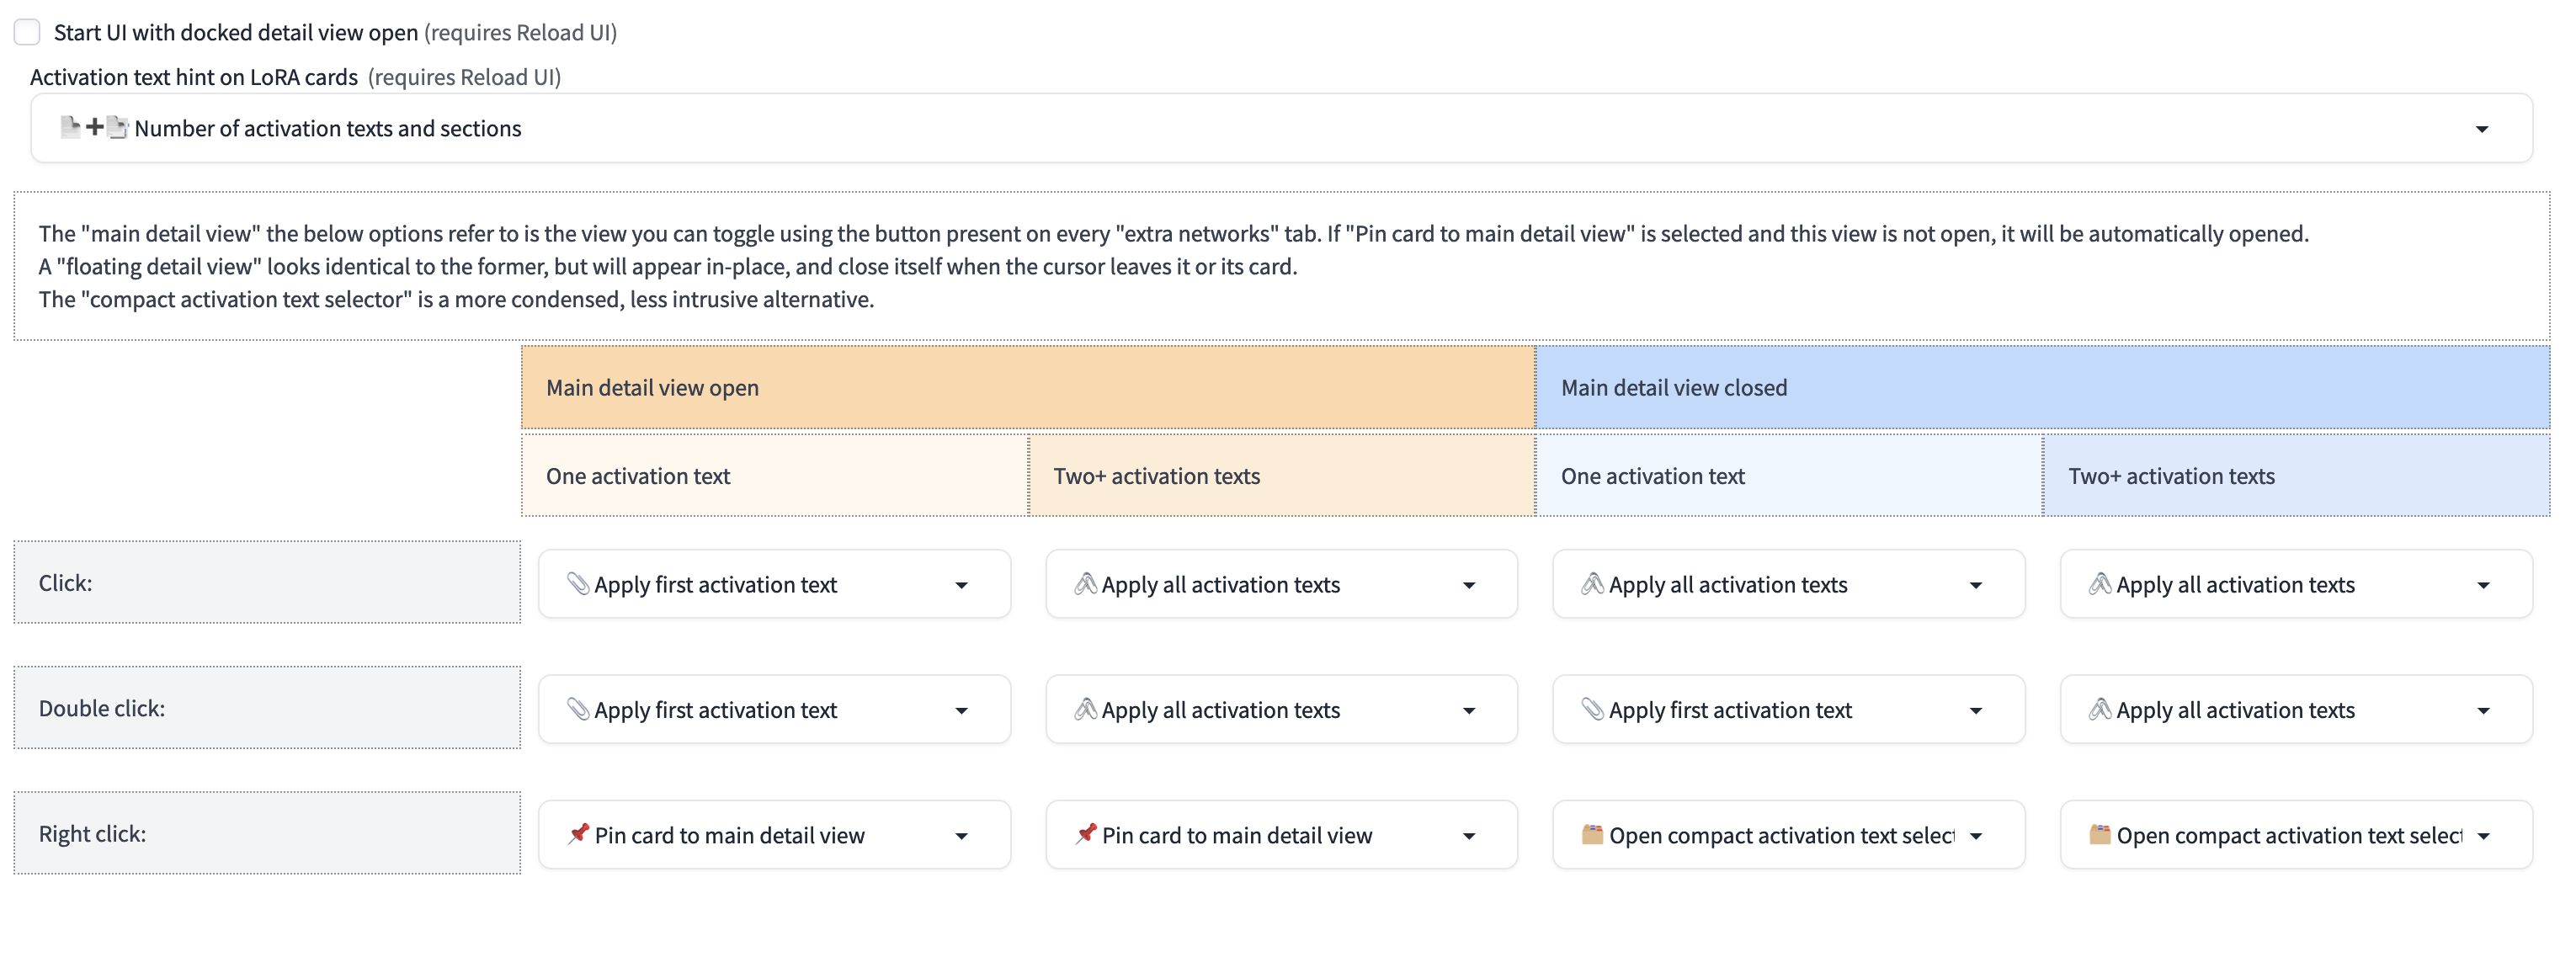 Start UI with docked detail view open (requires Reload UI)
Activation text hint on LoRA cards (requires Reload UI)
Number of activation texts and sections
The "main detail view" the below options refer to is the view you can toggle using the button present on every "extra networks" tab. If "Pin card to main detail view" is selected and this view is not open, it will be automatically opened.
A "floating detail view" looks identical to the former, but will appear in-place, and close itself when the cursor leaves it or its card.
The "compact activation text selector" is a more condensed, less intrusive alternative.
Main detail view open Main detail view closed
One activation text Two+ activation texts One activation text Two+ activation texts
Click: Apply first activation text Apply all activation texts Apply all activation texts Apply all activation texts
Double click: Apply first activation text Apply all activation texts Apply first activation text Apply all activation texts
Right click: Pin card to main detail view Pin card to main detail view Open compact activation text select Open compact activation text select